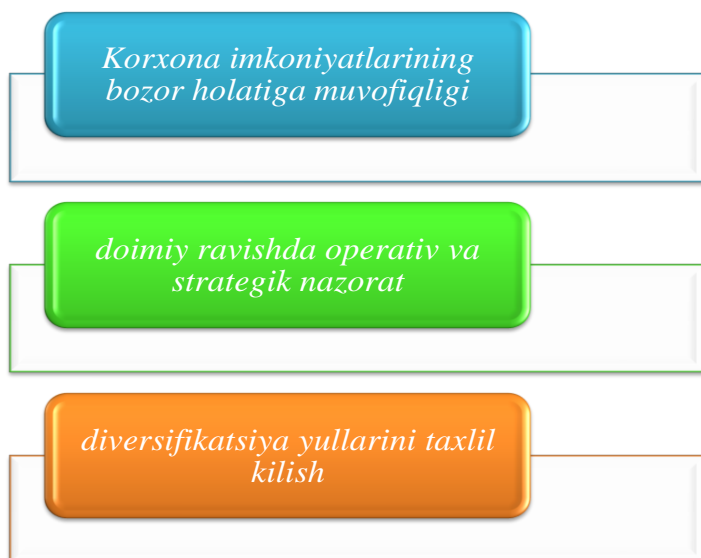 Korxona imkoniyatlarining
bozor holatiga muvofiqligi
doimiy ravishda operativ va
strategik nazorat
diversifikatsiya yullarini taxlil
kilish